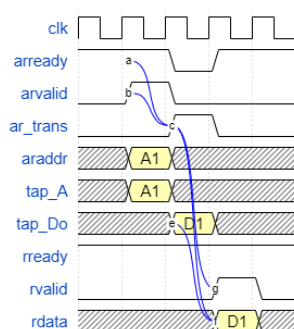 clk
arready a
arvalid b
ar_trans c
araddr A1
tap_A A1
tap_Do e D1
rready
rvalid g
rdata f D1